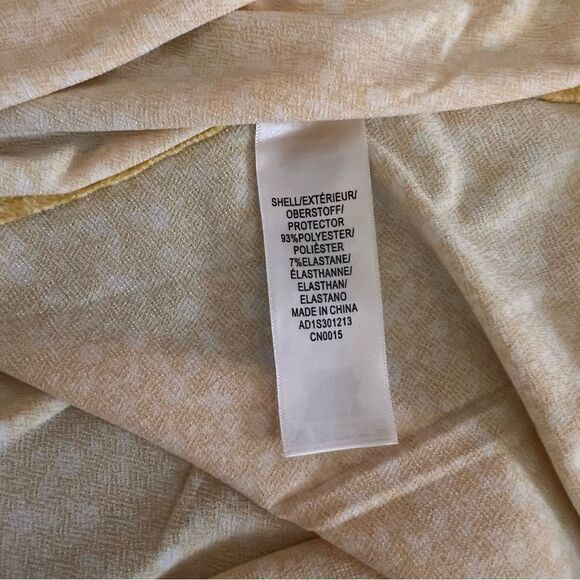 SHELL/EXTÉRIEUR/
OBERSTOFF/
PROTECTOR
93%POLYESTER/
POLIÉSTER
7%ELASTANE/
ÉLASTHANNE/
ELASTHAN/
ELASTANO
MADE IN CHINA
AD1S301213
CN0015